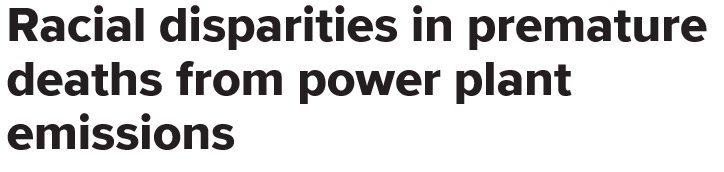 Racial disparities in premature
deaths from power plant
emissions